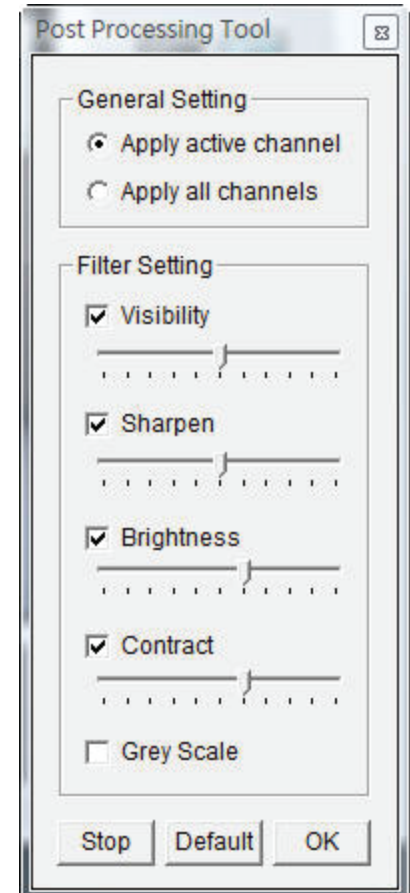 Post Processing Tool
General Setting
Apply active channel
Apply all channels
Filter Setting
Visibility
Sharpen
Brightness
Contract
Grey Scale
Stop Default OK